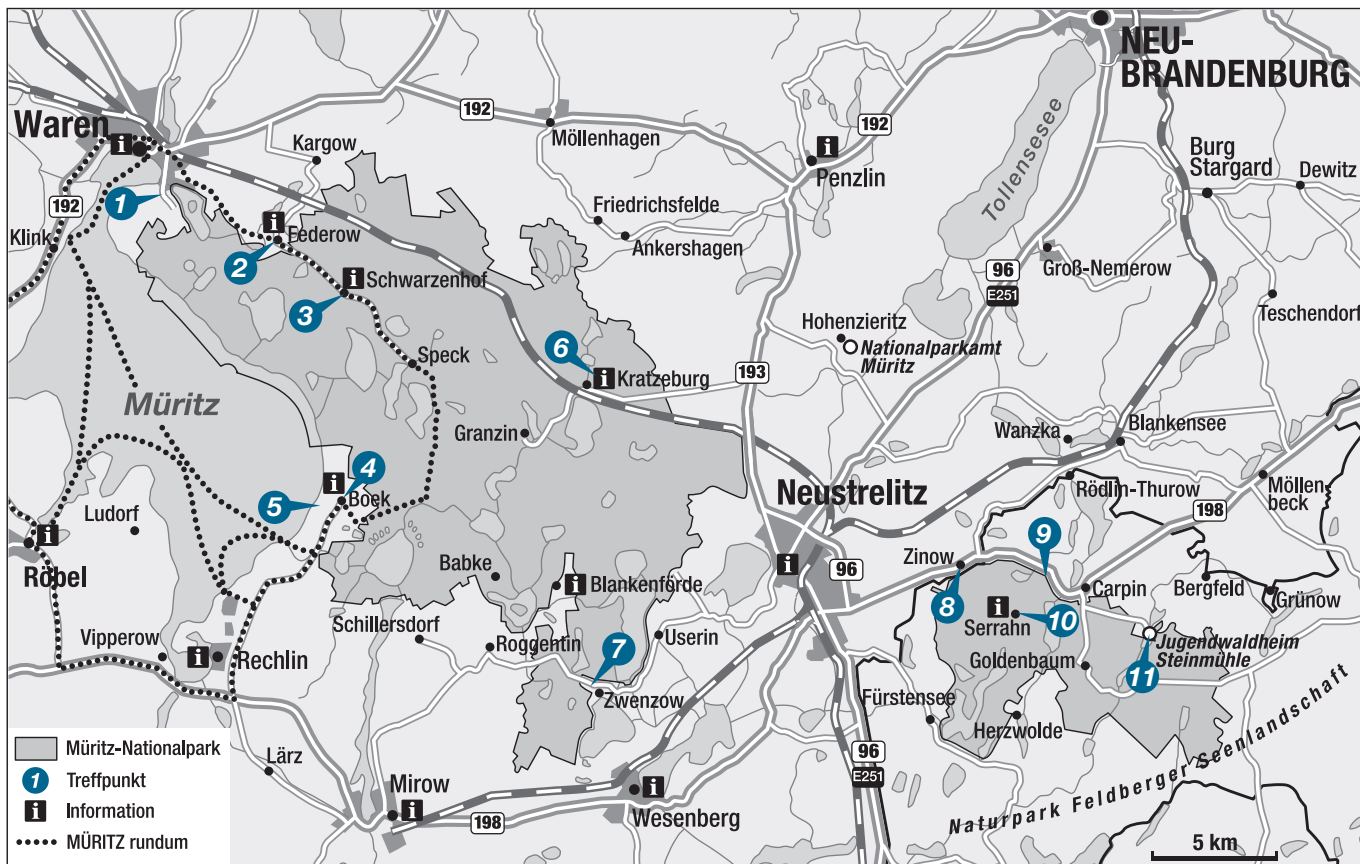 NEU-
BRANDENBURG
Waren
192
Möllenhagen
192
Kargow
Penzlin
Tollensesee
Burg
Stargard
Dewitz
1
192
Klink
Friedrichsfelde
Ankershagen
Federow
2
Groß-Nemerow
96
E251
Schwarzenhof
3
Teschendorf
Hohenzieritz
Nationalparkamt
Müritz
Speck
6
Kratzeburg
193
Müritz
Granzin
Wanzka
Blankensee
4
Boek
5
Neustrelitz
Rödlin-Thurow
Möllen-
beck
198
Ludorf
Röbel
9
Zinow
96
Babke
Blankenförde
8
Carpin
Bergfeld
Grünow
Serrahn
10
Schillersdorf
Roggentin
Userin
Vipperow
Rechlin
7
Zwenzow
Goldenbaum
Jugendwaldheim
Steinmühle
11
Fürstensee
Herzwolde
Lärz
96
E251
Mirow
198
Wesenberg
Naturpark Feldberger Seenlandschaft
Müritz-Nationalpark
1 Treffpunkt
i Information
MÜRITZ rundum
5 km